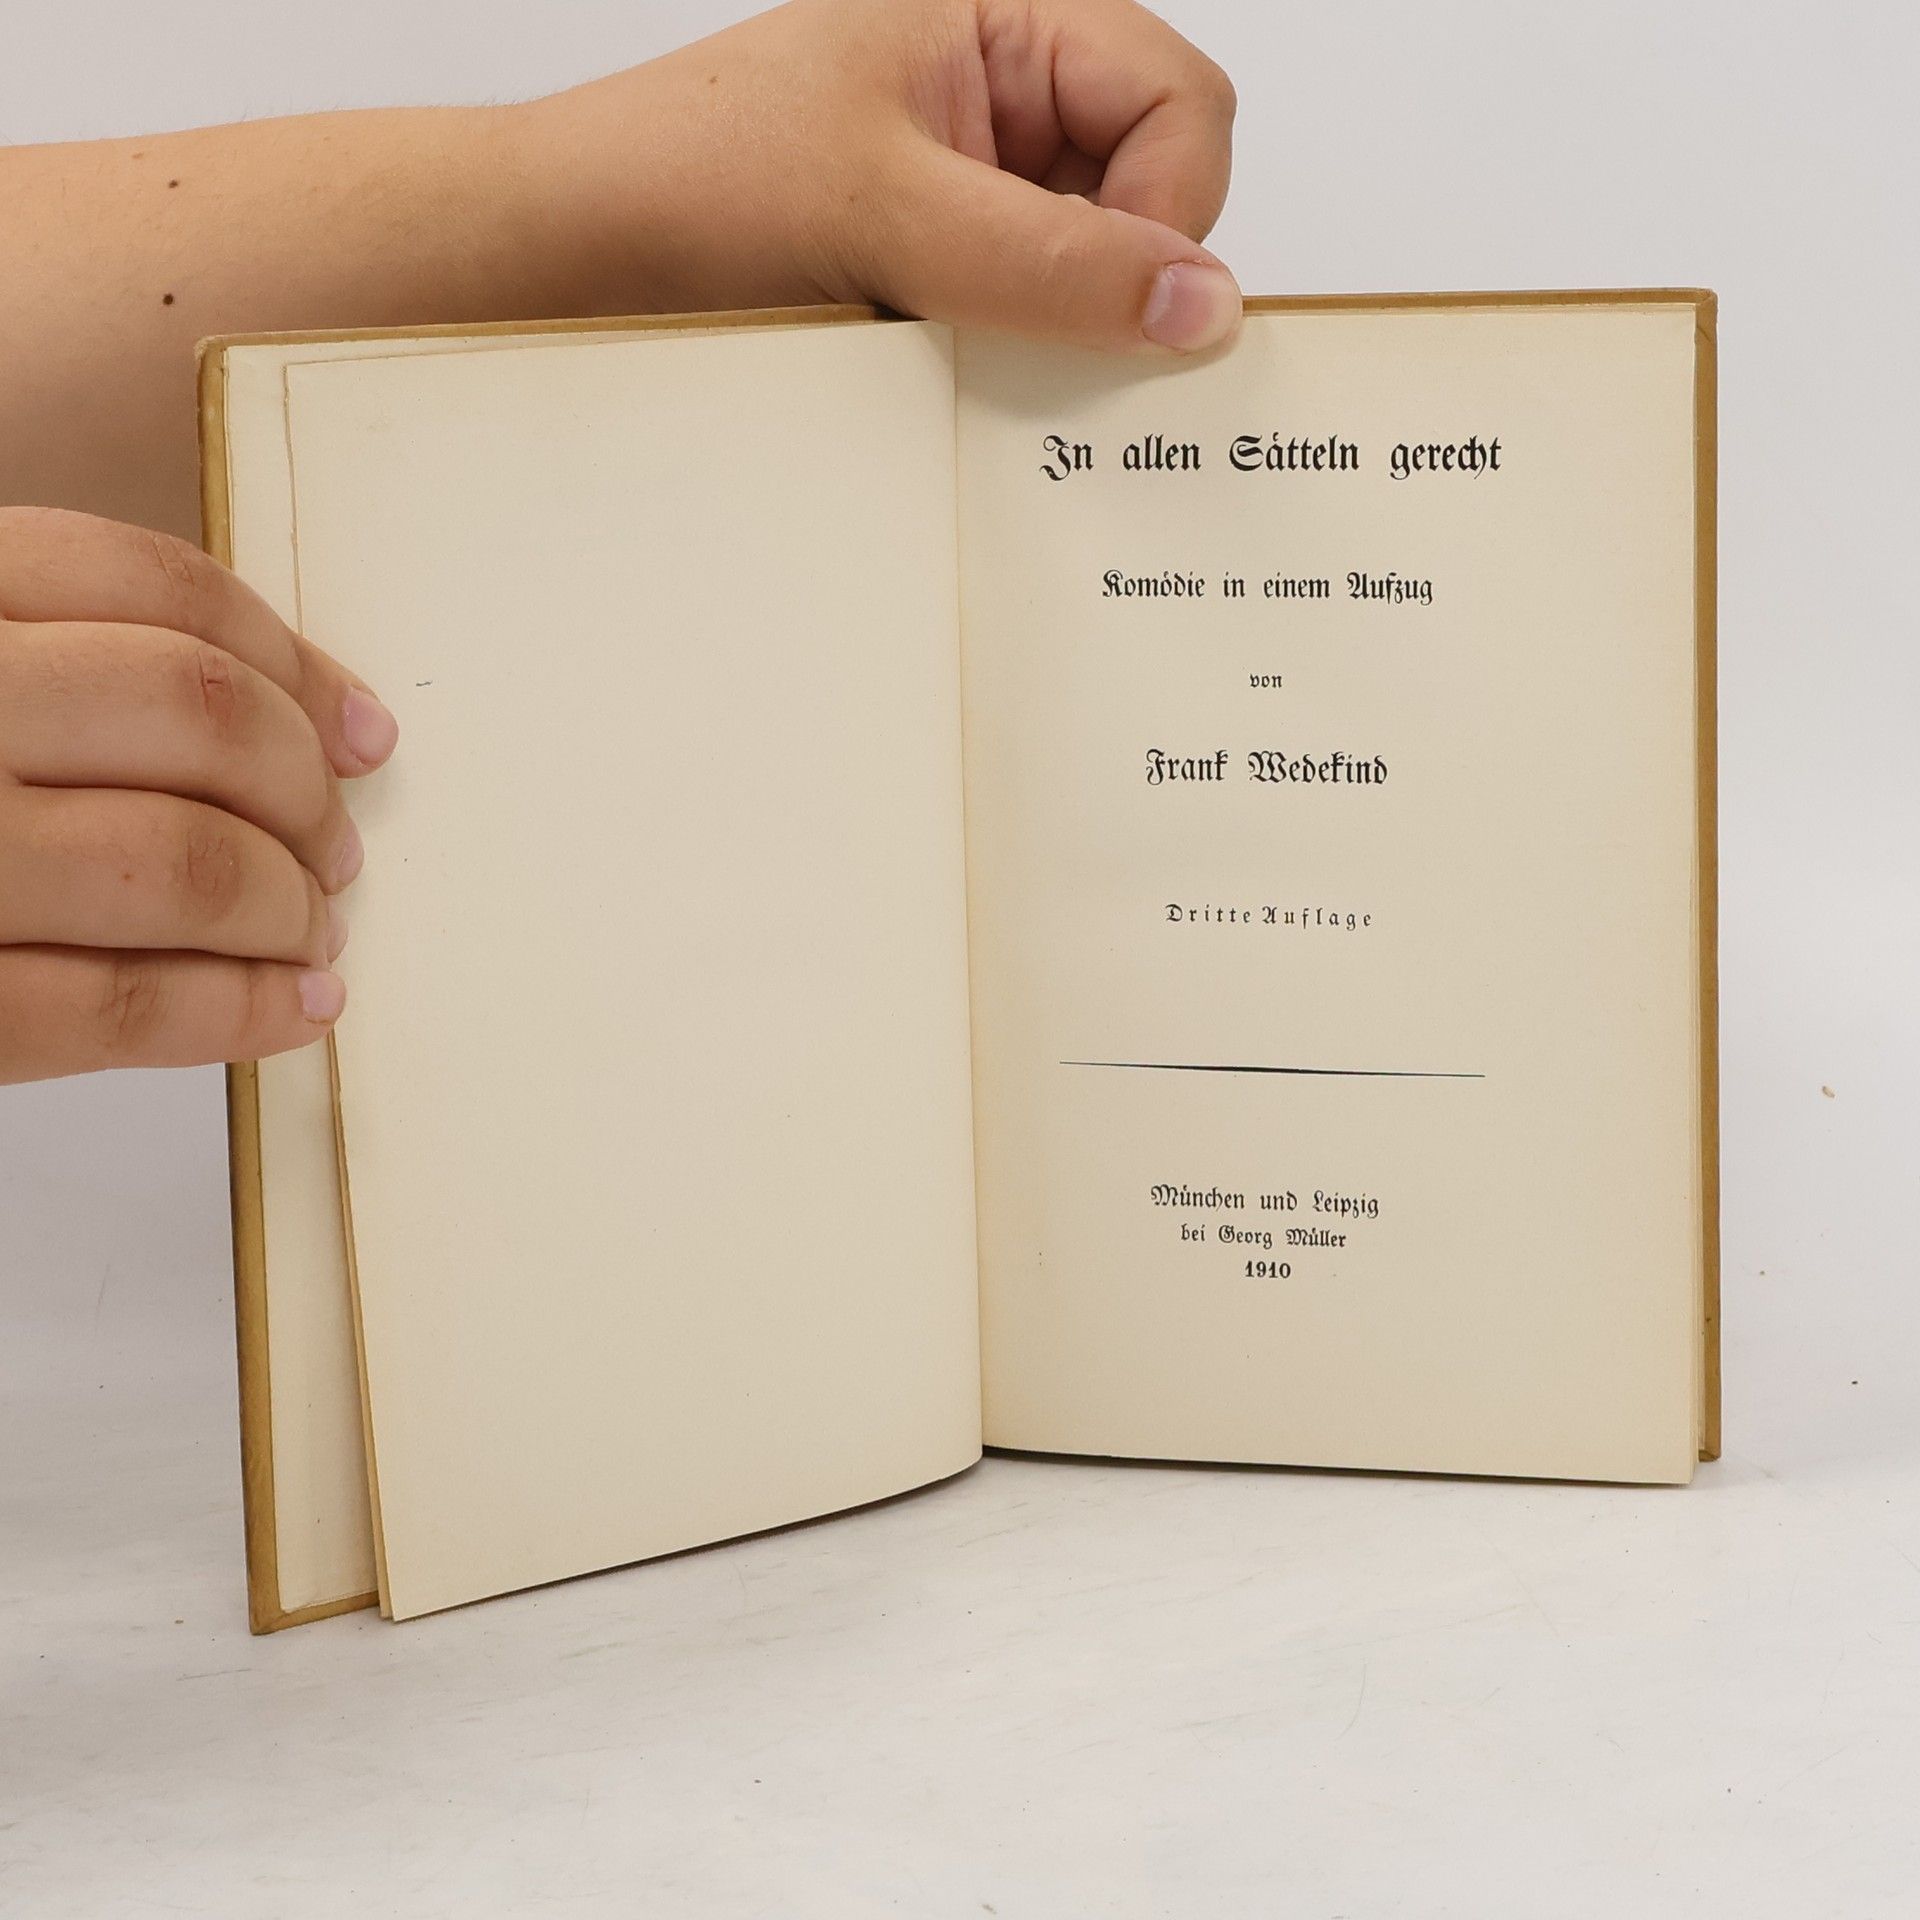 In allen Sätteln gerecht
Komödie in einem Aufzug
von
Frank Wedekind
Dritte Auflage
München und Leipzig
bei Georg Müller
1910